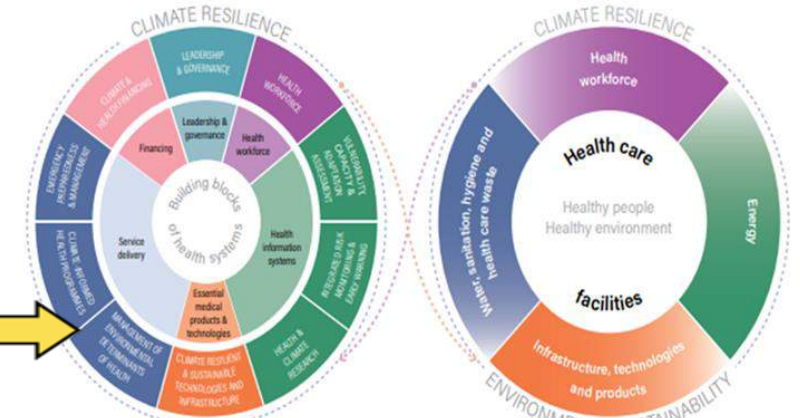 CLIMATE RESILIENCE
LEADERSHIP
& GOVERNANCE
HEALTH
WORKFORCE
VULNERABILITY,
CAPACITY &
ADAPTATION
ASSESSMENT
INTEGRATED RISK
MONITORING &
EARLY WARNING
HEALTH &
CLIMATE
RESEARCH
CLIMATE RESILIENT
& SUSTAINABLE
TECHNOLOGIES AND
INFRASTRUCTURE
MANAGEMENT OF
ENVIRONMENTAL
DETERMINANTS
OF HEALTH
CLIMATE-INFORMED
HEALTH PROGRAMMES
EMERGENCY
PREPAREDNESS
& MANAGEMENT
CLIMATE &
HEALTH FINANCING
Leadership &
governance
Health
workforce
Health
information
systems
Essential
medical
products &
technologies
Service
delivery
Financing
Building blocks
of health systems
CLIMATE RESILIENCE
Health
workforce
Energy
Infrastructure, technologies
and products
Water, sanitation, hygiene and
health care waste
Health care
Healthy people
Healthy environment
facilities